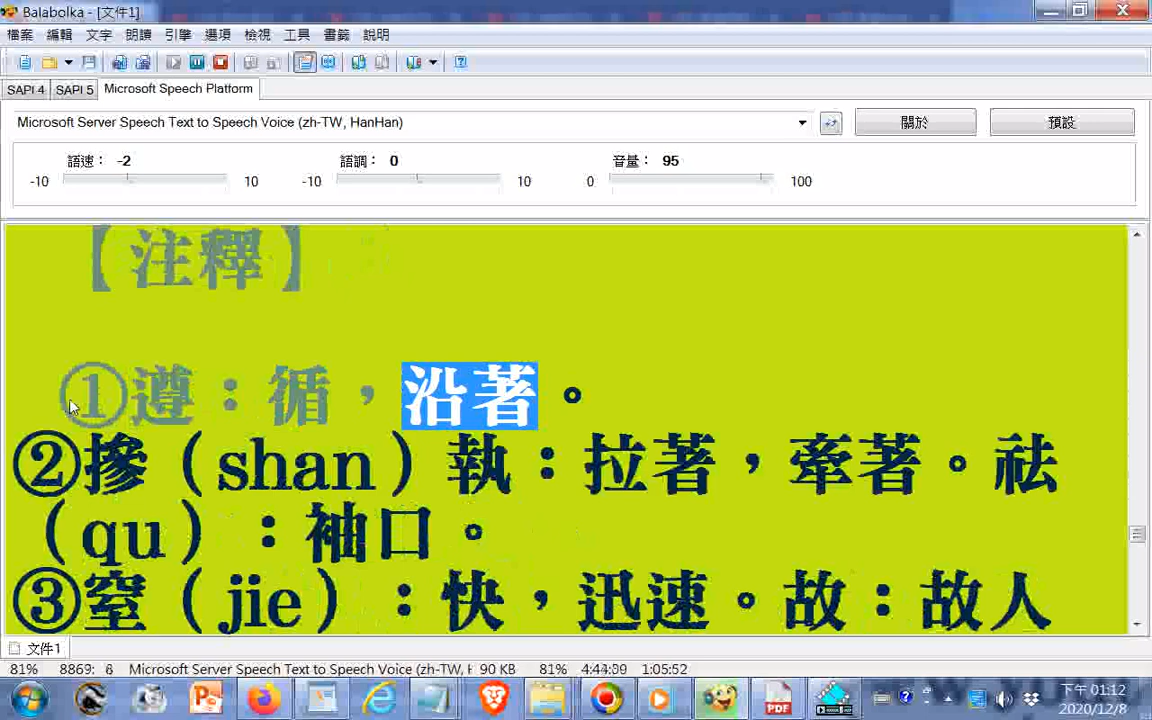 Balabolka - [文件1]
檔案 編輯 文字 朗讀 引擎 選項 檢視 工具 書籤 說明
SAPI 4 SAPI 5 Microsoft Speech Platform
Microsoft Server Speech Text to Speech Voice (zh-TW, HanHan) 關於 預設
語速： -2 語調： 0 音量： 95
-10 10 -10 10 0 100
【注釋】
①遵：循，沿著。
②摻（shan）執：拉著，牽著。祛
（qu）：袖口。
③窒（jie）：快，迅速。故：故人
文件1
81% 8869: 6 Microsoft Server Speech Text to Speech Voice (zh-TW, H 90 KB 81% 4:44:09 1:05:52
下午 01:12
2020/12/8